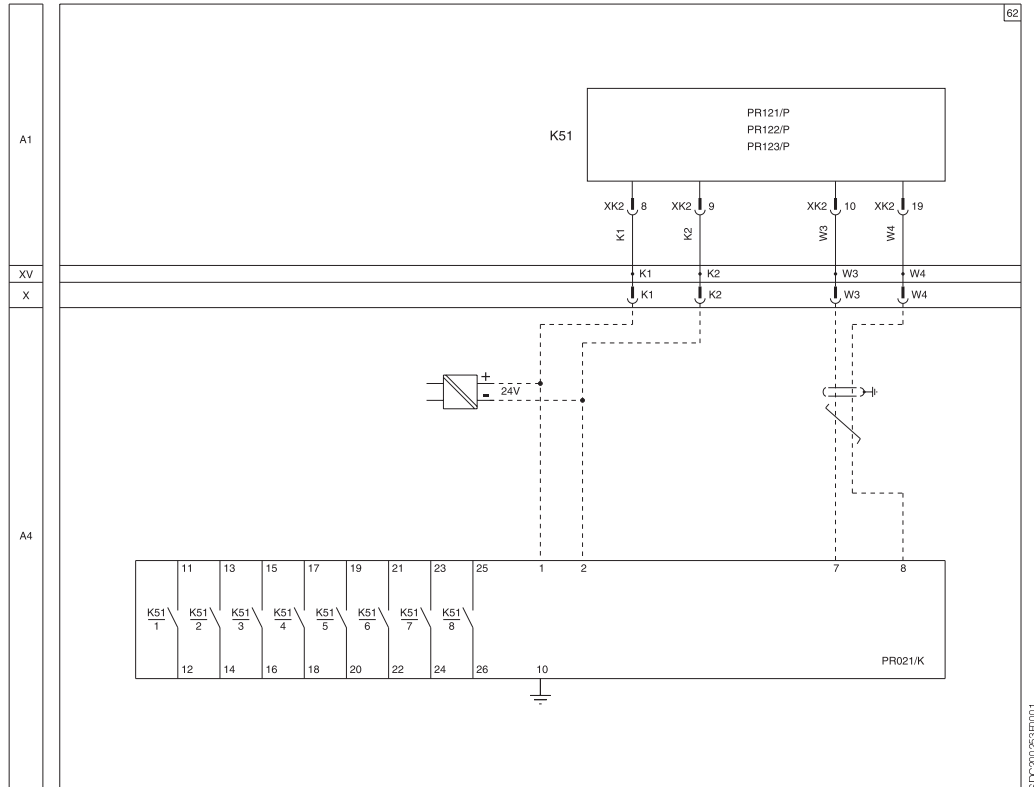 62
A1
K51
PR121/P
PR122/P
PR123/P
XK2 8 XK2 9 XK2 10 XK2 19
K1 K2 W3 W4
XV K1 K2 W3 W4
X K1 K2 W3 W4
+
- 24V
A4
11 13 15 17 19 21 23 25 1 2 7 8
K51 K51 K51 K51 K51 K51 K51 K51
1 2 3 4 5 6 7 8
PR021/K
12 14 16 18 20 22 24 26 10